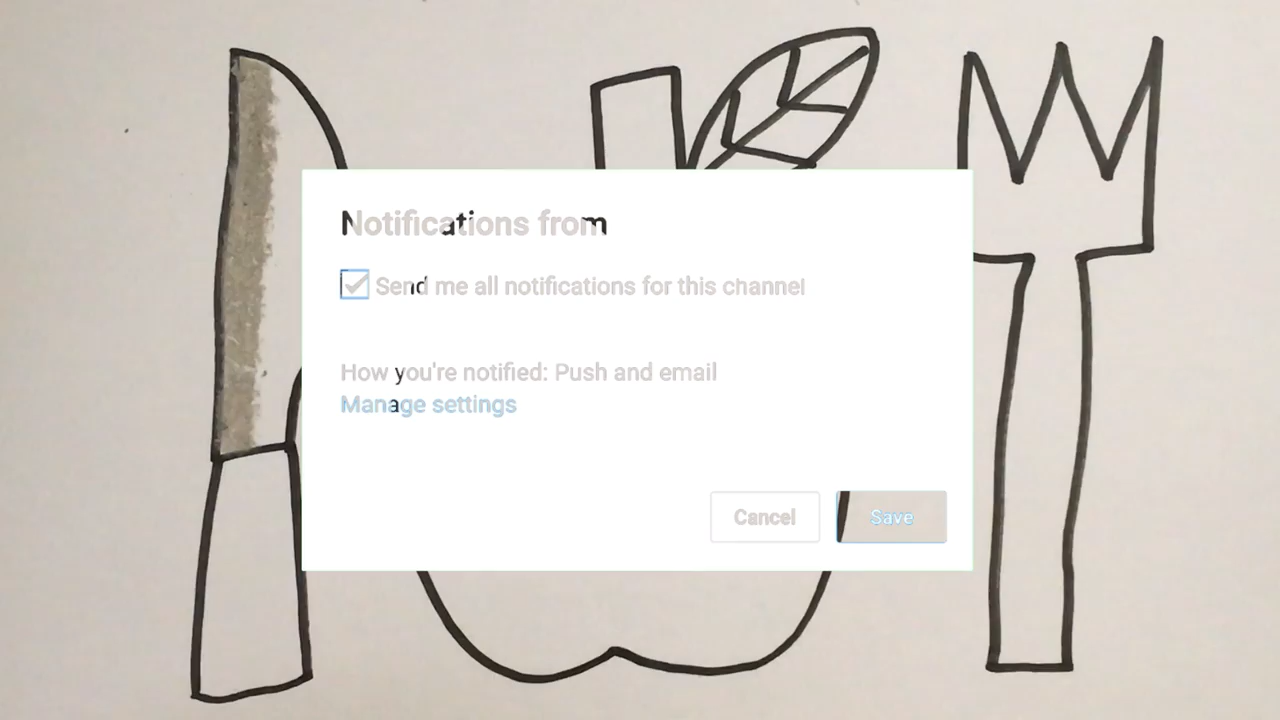 Notifications from
Send me all notifications for this channel
How you're notified: Push and email
Manage settings
Cancel
Save